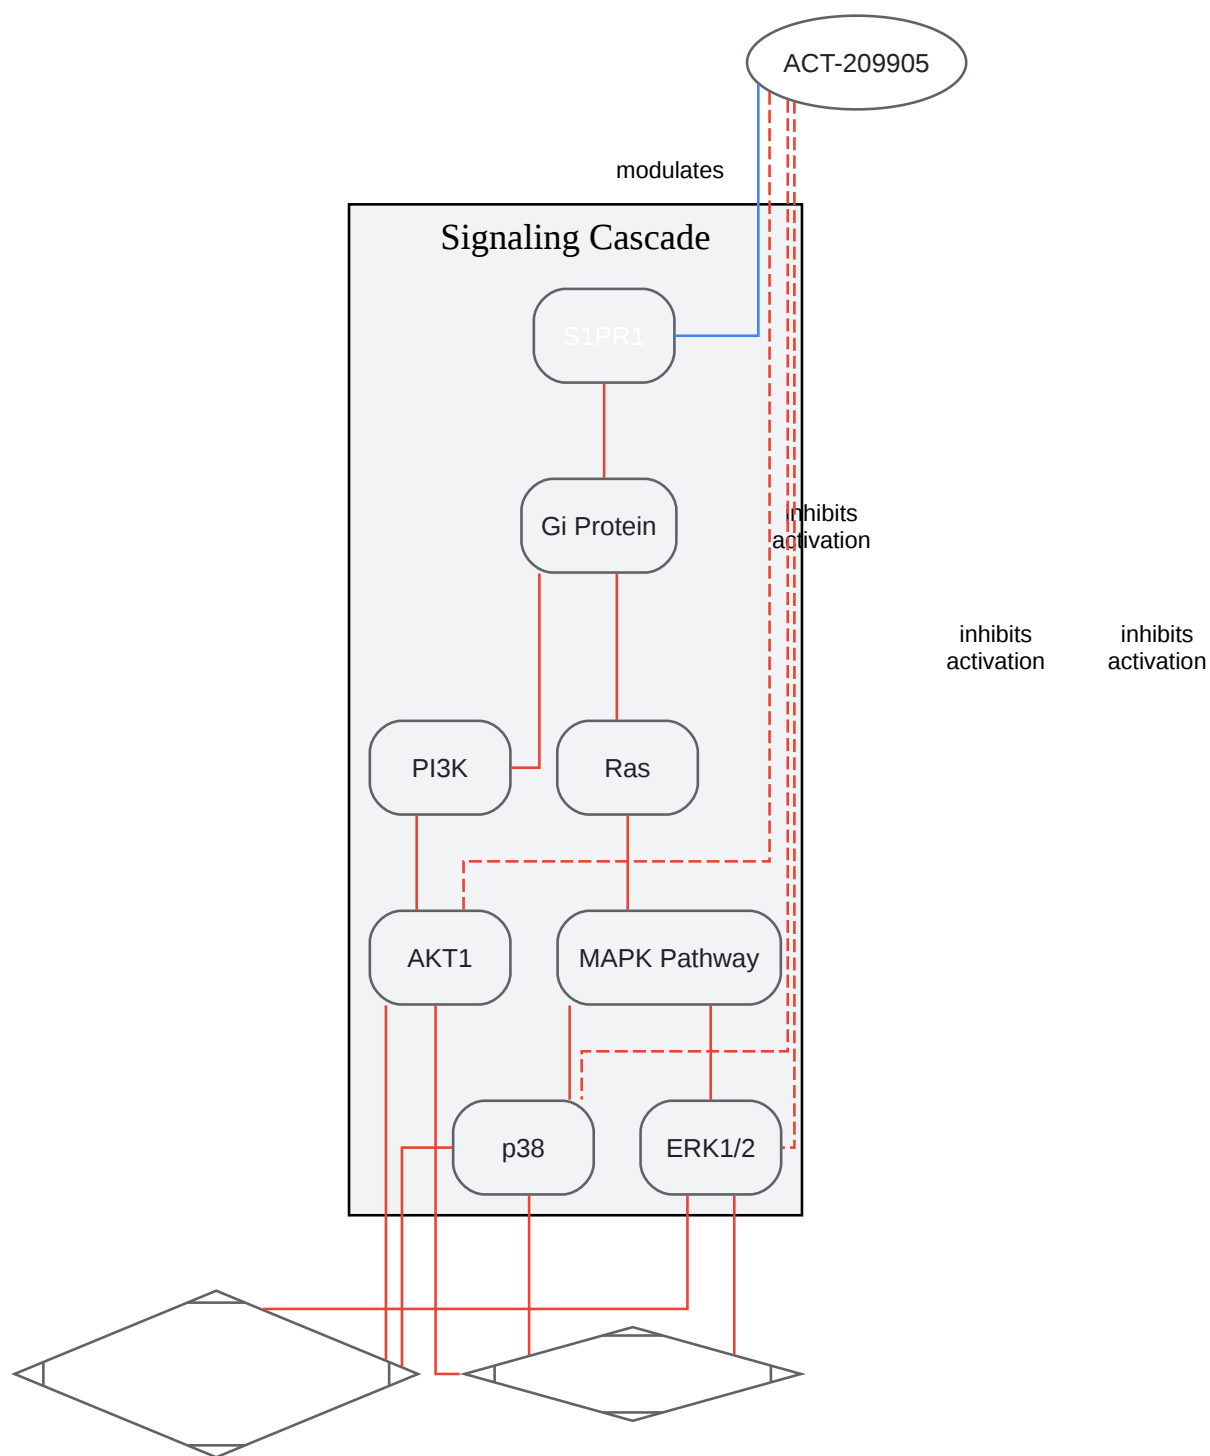 ACT-209905
modulates
Signaling Cascade
S1PR1
Gi Protein
inhibits
activation
inhibits
activation
inhibits
activation
PI3K
Ras
AKT1
MAPK Pathway
p38
ERK1/2